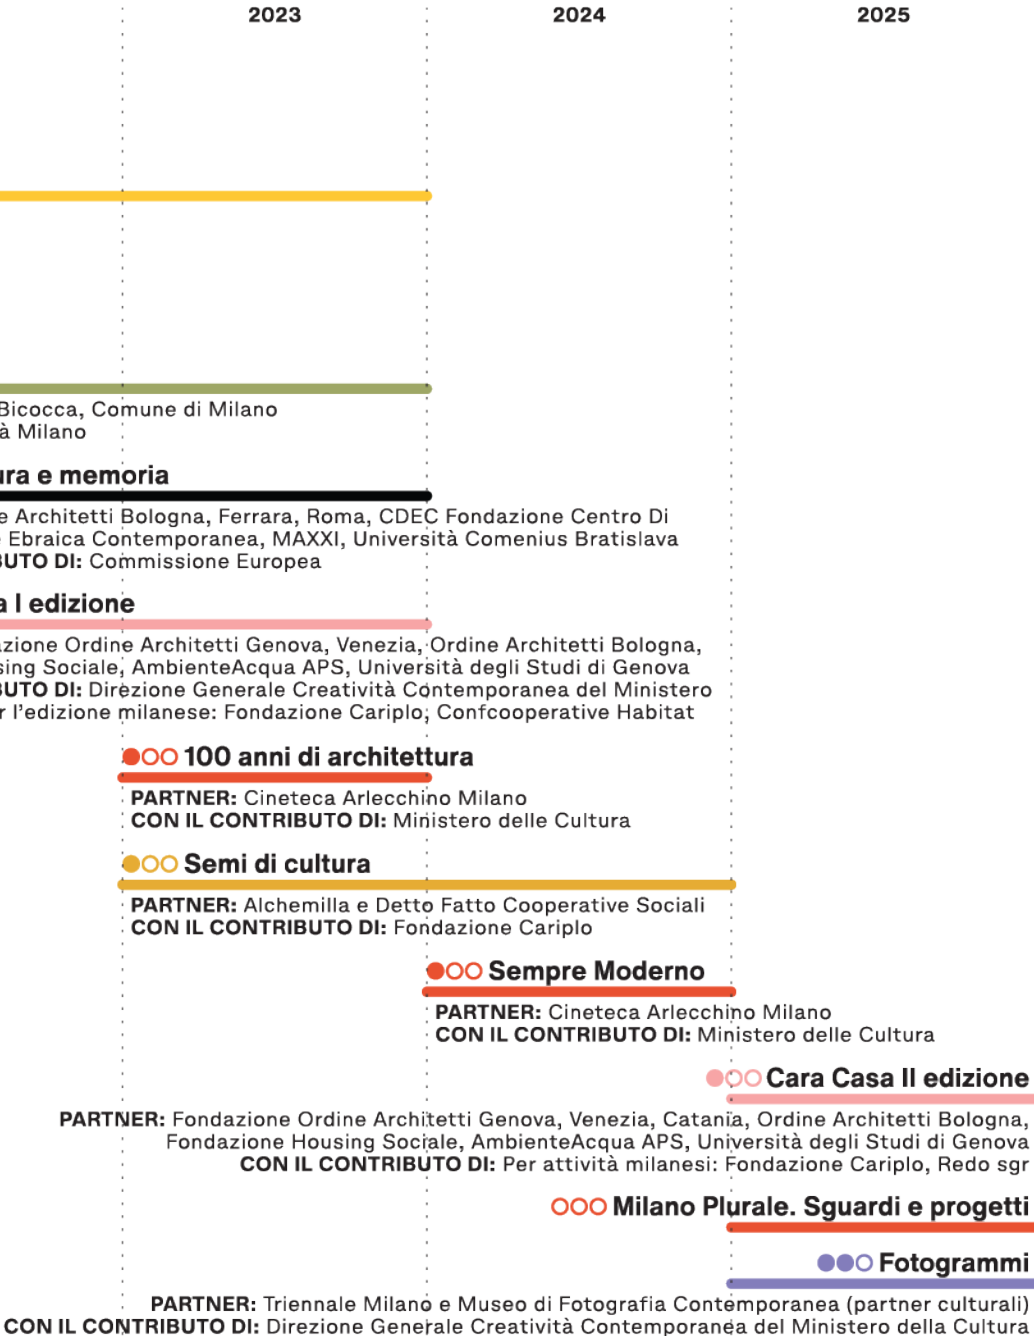 2023 2024 2025
Bicocca, Comune di Milano
à Milano
ura e memoria
e Architetti Bologna, Ferrara, Roma, CDEC Fondazione Centro Di
e Ebraica Contemporanea, MAXXI, Università Comenius Bratislava
BUTO DI: Commissione Europea
a I edizione
azione Ordine Architetti Genova, Venezia, Ordine Architetti Bologna,
sing Sociale, AmbienteAcqua APS, Università degli Studi di Genova
BUTO DI: Direzione Generale Creatività Contemporanea del Ministero
r l'edizione milanese: Fondazione Cariplo, Confcooperative Habitat
100 anni di architettura
PARTNER: Cineteca Arlecchino Milano
CON IL CONTRIBUTO DI: Ministero delle Cultura
Semi di cultura
PARTNER: Alchemilla e Detto Fatto Cooperative Sociali
CON IL CONTRIBUTO DI: Fondazione Cariplo
Sempre Moderno
PARTNER: Cineteca Arlecchino Milano
CON IL CONTRIBUTO DI: Ministero delle Cultura
Cara Casa II edizione
PARTNER: Fondazione Ordine Architetti Genova, Venezia, Catania, Ordine Architetti Bologna,
Fondazione Housing Sociale, AmbienteAcqua APS, Università degli Studi di Genova
CON IL CONTRIBUTO DI: Per attività milanesi: Fondazione Cariplo, Redo sgr
Milano Plurale. Sguardi e progetti
Fotogrammi
PARTNER: Triennale Milano e Museo di Fotografia Contemporanea (partner culturali)
CON IL CONTRIBUTO DI: Direzione Generale Creatività Contemporanea del Ministero della Cultura